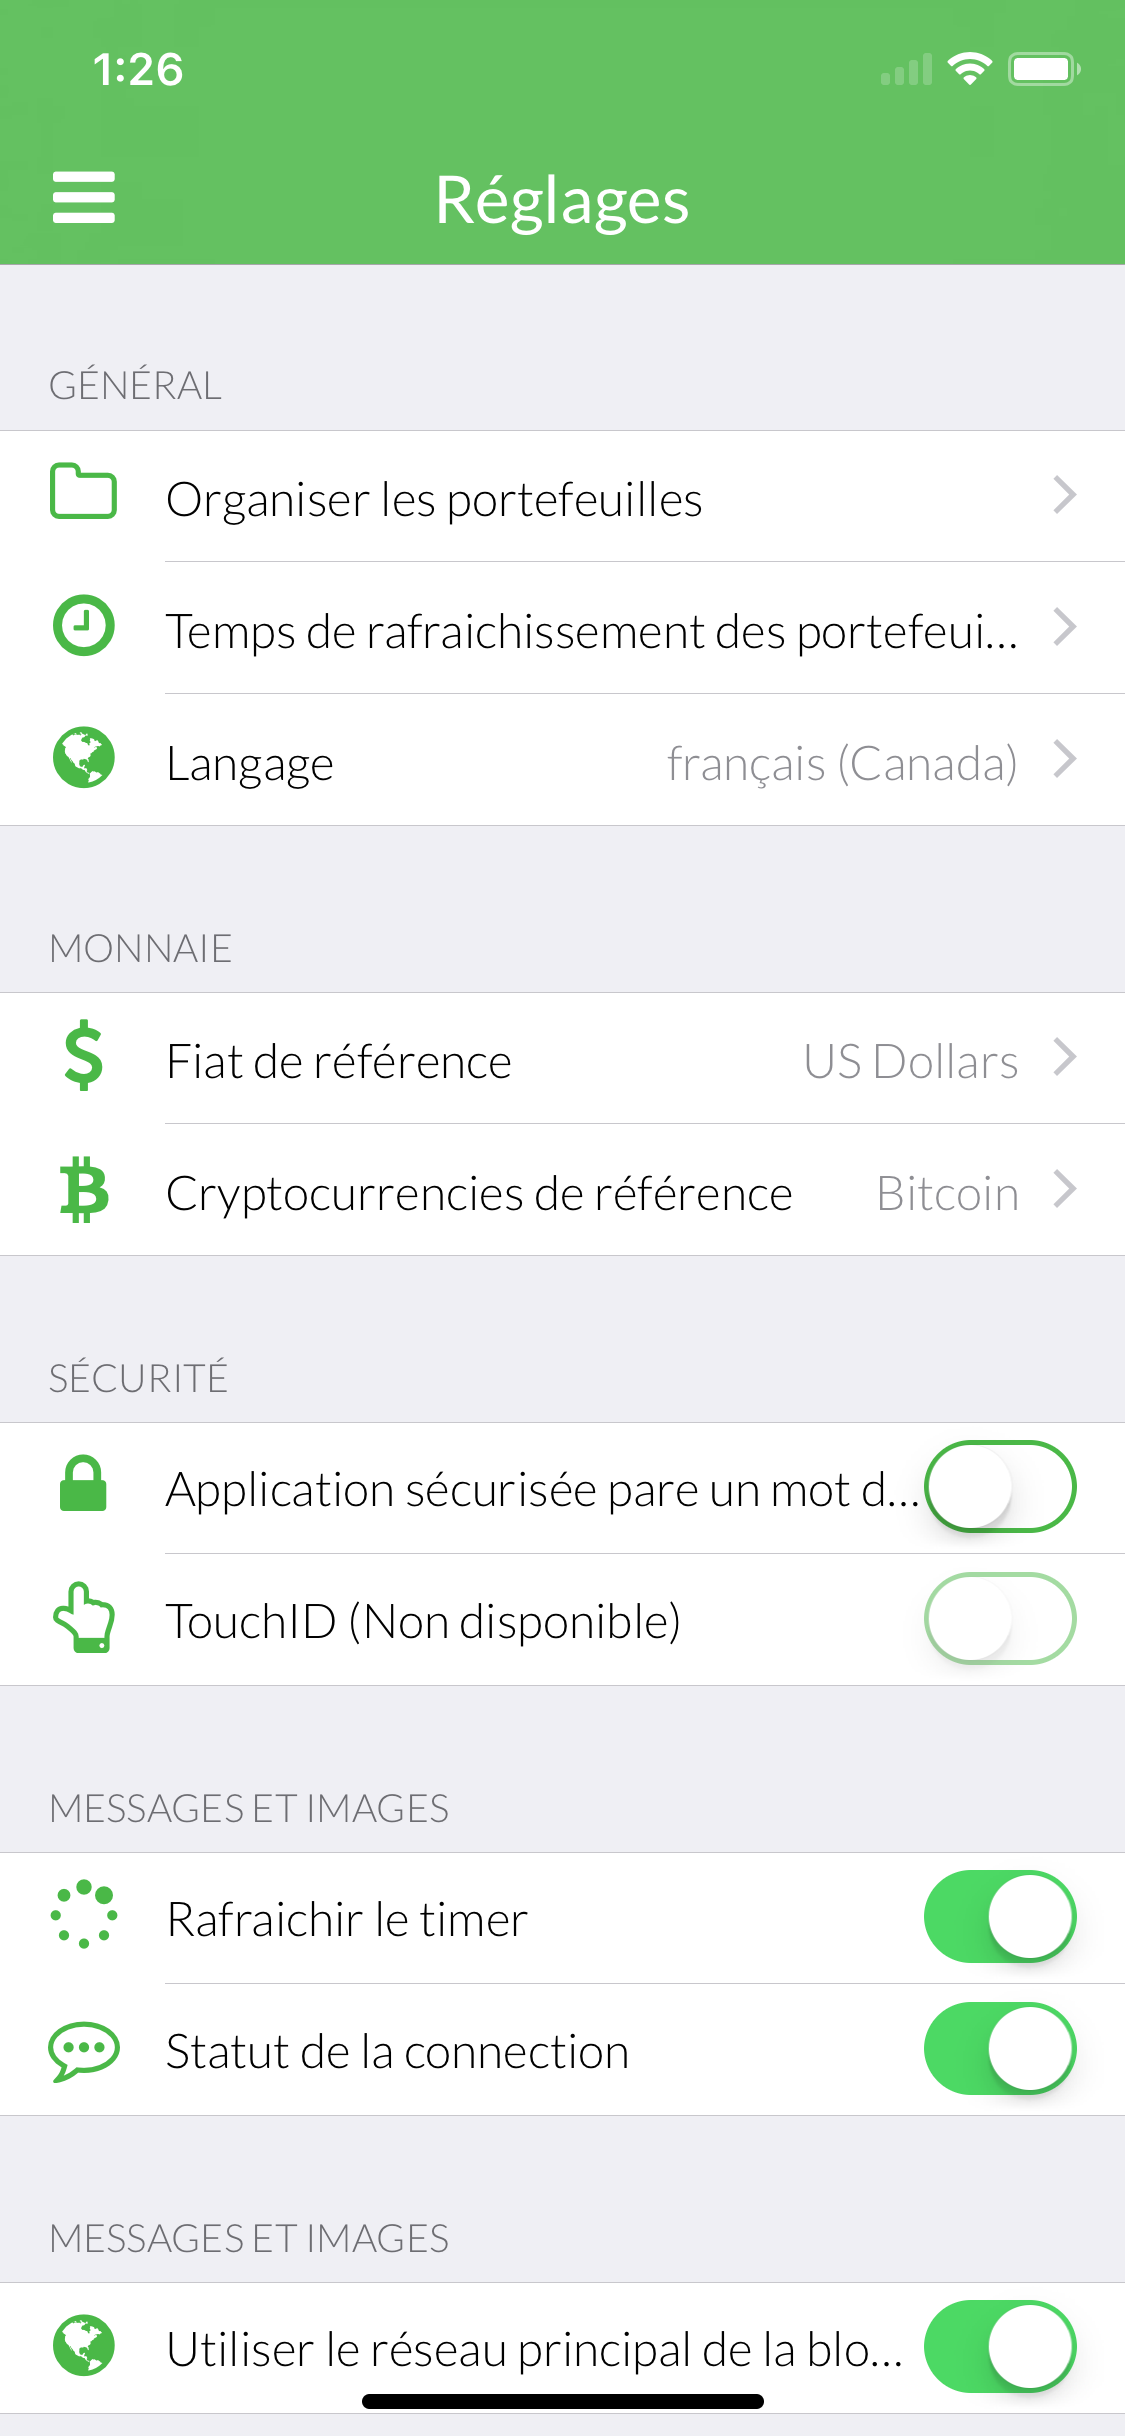 1:26
Réglages
GÉNÉRAL
Organiser les portefeuilles
Temps de rafraichissement des portefeui...
Langage français (Canada)
MONNAIE
Fiat de référence US Dollars
Cryptocurrencies de référence Bitcoin
SÉCURITÉ
Application sécurisée pare un mot d...
TouchID (Non disponible)
MESSAGES ET IMAGES
Rafraichir le timer
Statut de la connection
MESSAGES ET IMAGES
Utiliser le réseau principal de la blo...